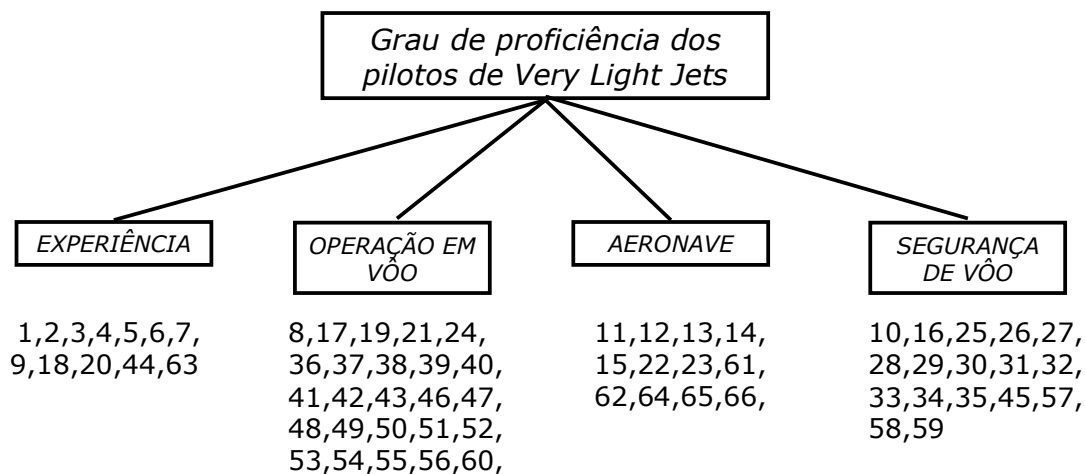 Grau de proficiência dos
pilotos de Very Light Jets
EXPERIÊNCIA
1,2,3,4,5,6,7,
9,18,20,44,63
OPERAÇÃO EM
VÔO
8,17,19,21,24,
36,37,38,39,40,
41,42,43,46,47,
48,49,50,51,52,
53,54,55,56,60,
AERONAVE
11,12,13,14,
15,22,23,61,
62,64,65,66,
SEGURANÇA
DE VÔO
10,16,25,26,27,
28,29,30,31,32,
33,34,35,45,57,
58,59